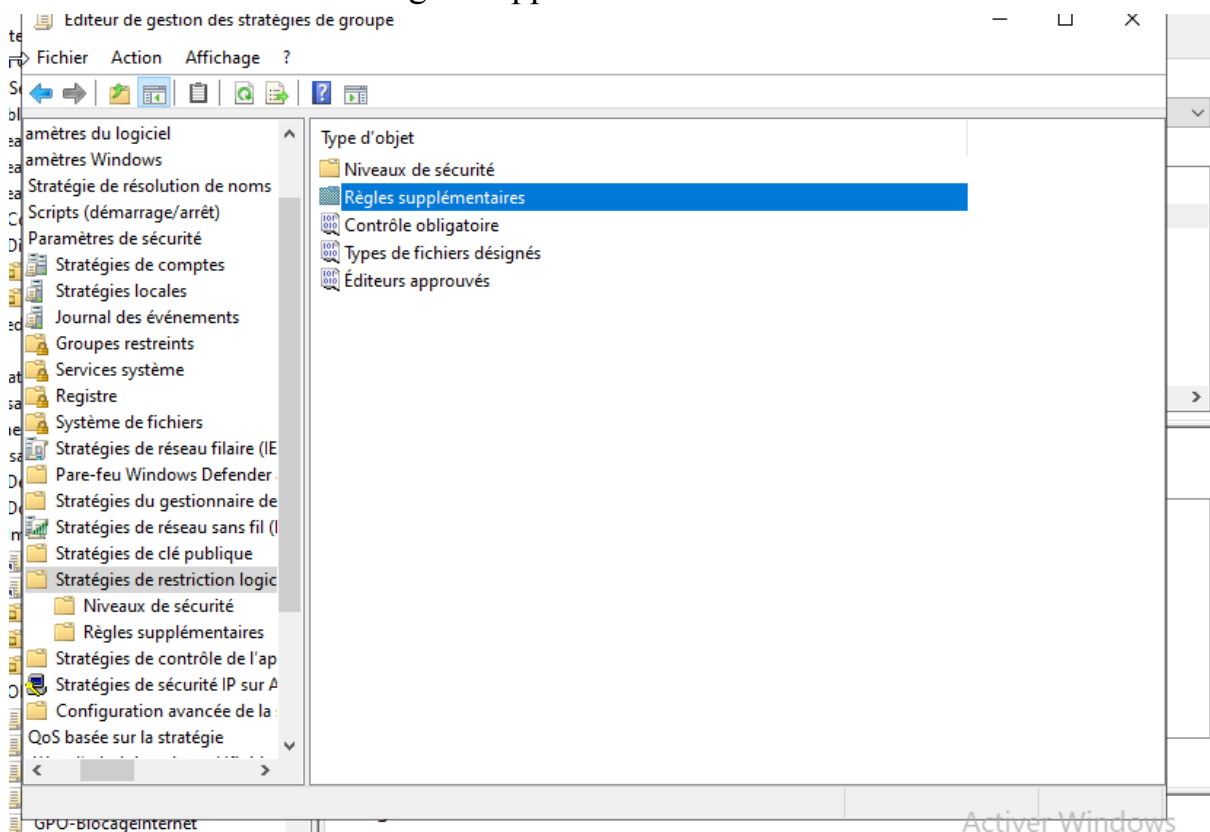 Editeur de gestion des stratégies de groupe
Fichier Action Affichage ?
amètres du logiciel
amètres Windows
Stratégie de résolution de noms
Scripts (démarrage/arrêt)
Paramètres de sécurité
Stratégies de comptes
Stratégies locales
Journal des événements
Groupes restreints
Services système
Registre
Système de fichiers
Stratégies de réseau filaire (IE
Pare-feu Windows Defender
Stratégies du gestionnaire de
Stratégies de réseau sans fil (I
Stratégies de clé publique
Stratégies de restriction logic
Niveaux de sécurité
Règles supplémentaires
Stratégies de contrôle de l'ap
Stratégies de sécurité IP sur A
Configuration avancée de la
QoS basée sur la stratégie
Type d'objet
Niveaux de sécurité
Règles supplémentaires
Contrôle obligatoire
Types de fichiers désignés
Éditeurs approuvés
GPO-BlocageInternet
Activer Windows